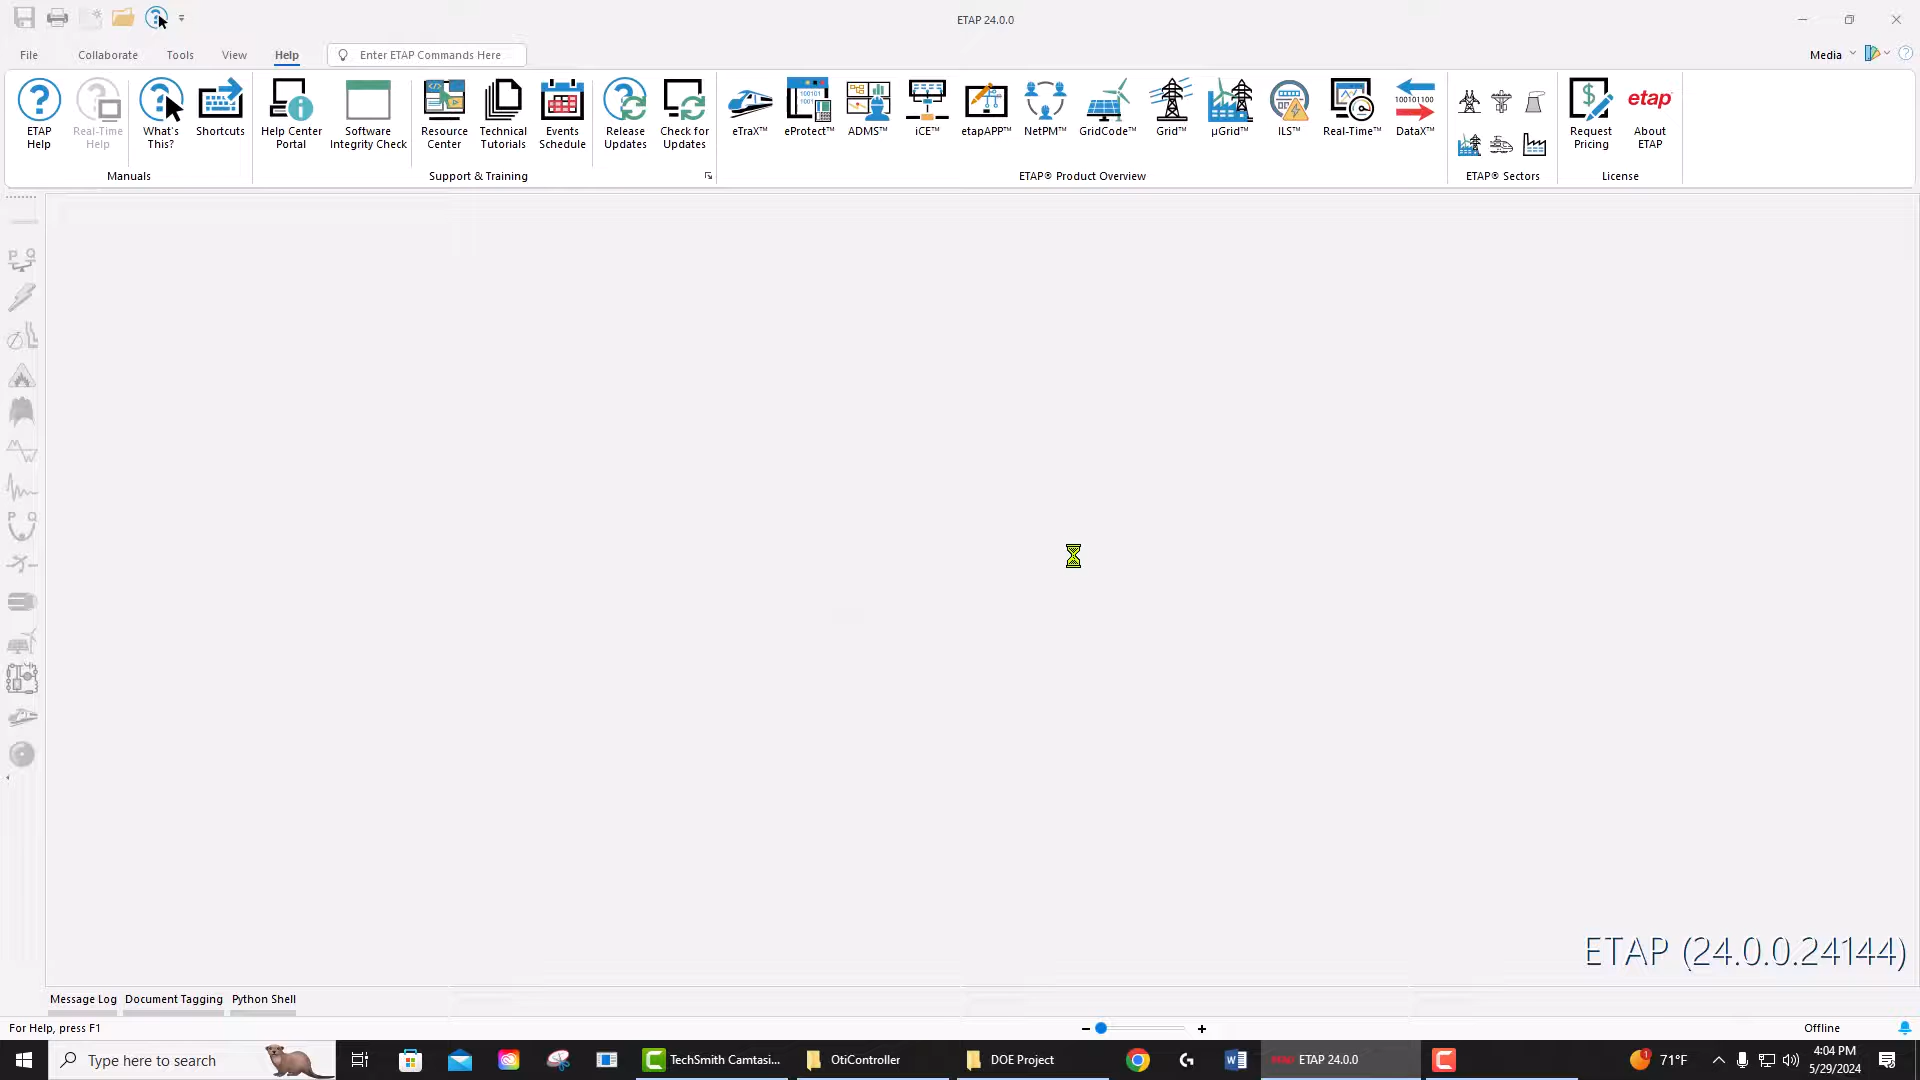 ETAP 24.0.0
File Collaborate Tools View Help Enter ETAP Commands Here Media
ETAP Help
Real-Time Help
What's This?
Shortcuts
Help Center Portal
Software Integrity Check
Resource Center
Technical Tutorials
Events Schedule
Release Updates
Check for Updates
eTraX™
eProtect™
ADMS™
iCE™
etapAPP™
NetPM™
GridCode™
Grid™
µGrid™
ILS™
Real-Time™
DataX™
Request Pricing
etap
About ETAP
Manuals
Support & Training
ETAP® Product Overview
ETAP® Sectors
License
P Q
P Q
ETAP (24.0.0.24144)
Message Log Document Tagging Python Shell
For Help, press F1
Offline
Type here to search
TechSmith Camtasi...
OtiController
DOE Project
ETAP 24.0.0
71°F
4:04 PM
5/29/2024